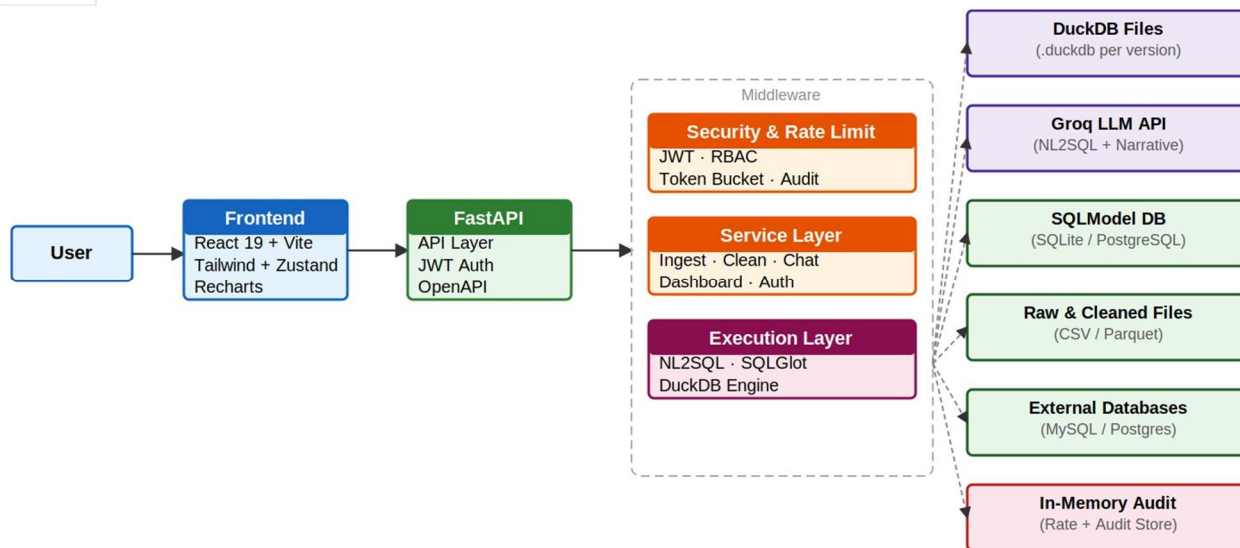 User
Frontend
React 19 + Vite
Tailwind + Zustand
Recharts
FastAPI
API Layer
JWT Auth
OpenAPI
Middleware
Security & Rate Limit
JWT · RBAC
Token Bucket · Audit
Service Layer
Ingest · Clean · Chat
Dashboard · Auth
Execution Layer
NL2SQL · SQLGlot
DuckDB Engine
DuckDB Files
(.duckdb per version)
Groq LLM API
(NL2SQL + Narrative)
SQLModel DB
(SQLite / PostgreSQL)
Raw & Cleaned Files
(CSV / Parquet)
External Databases
(MySQL / Postgres)
In-Memory Audit
(Rate + Audit Store)